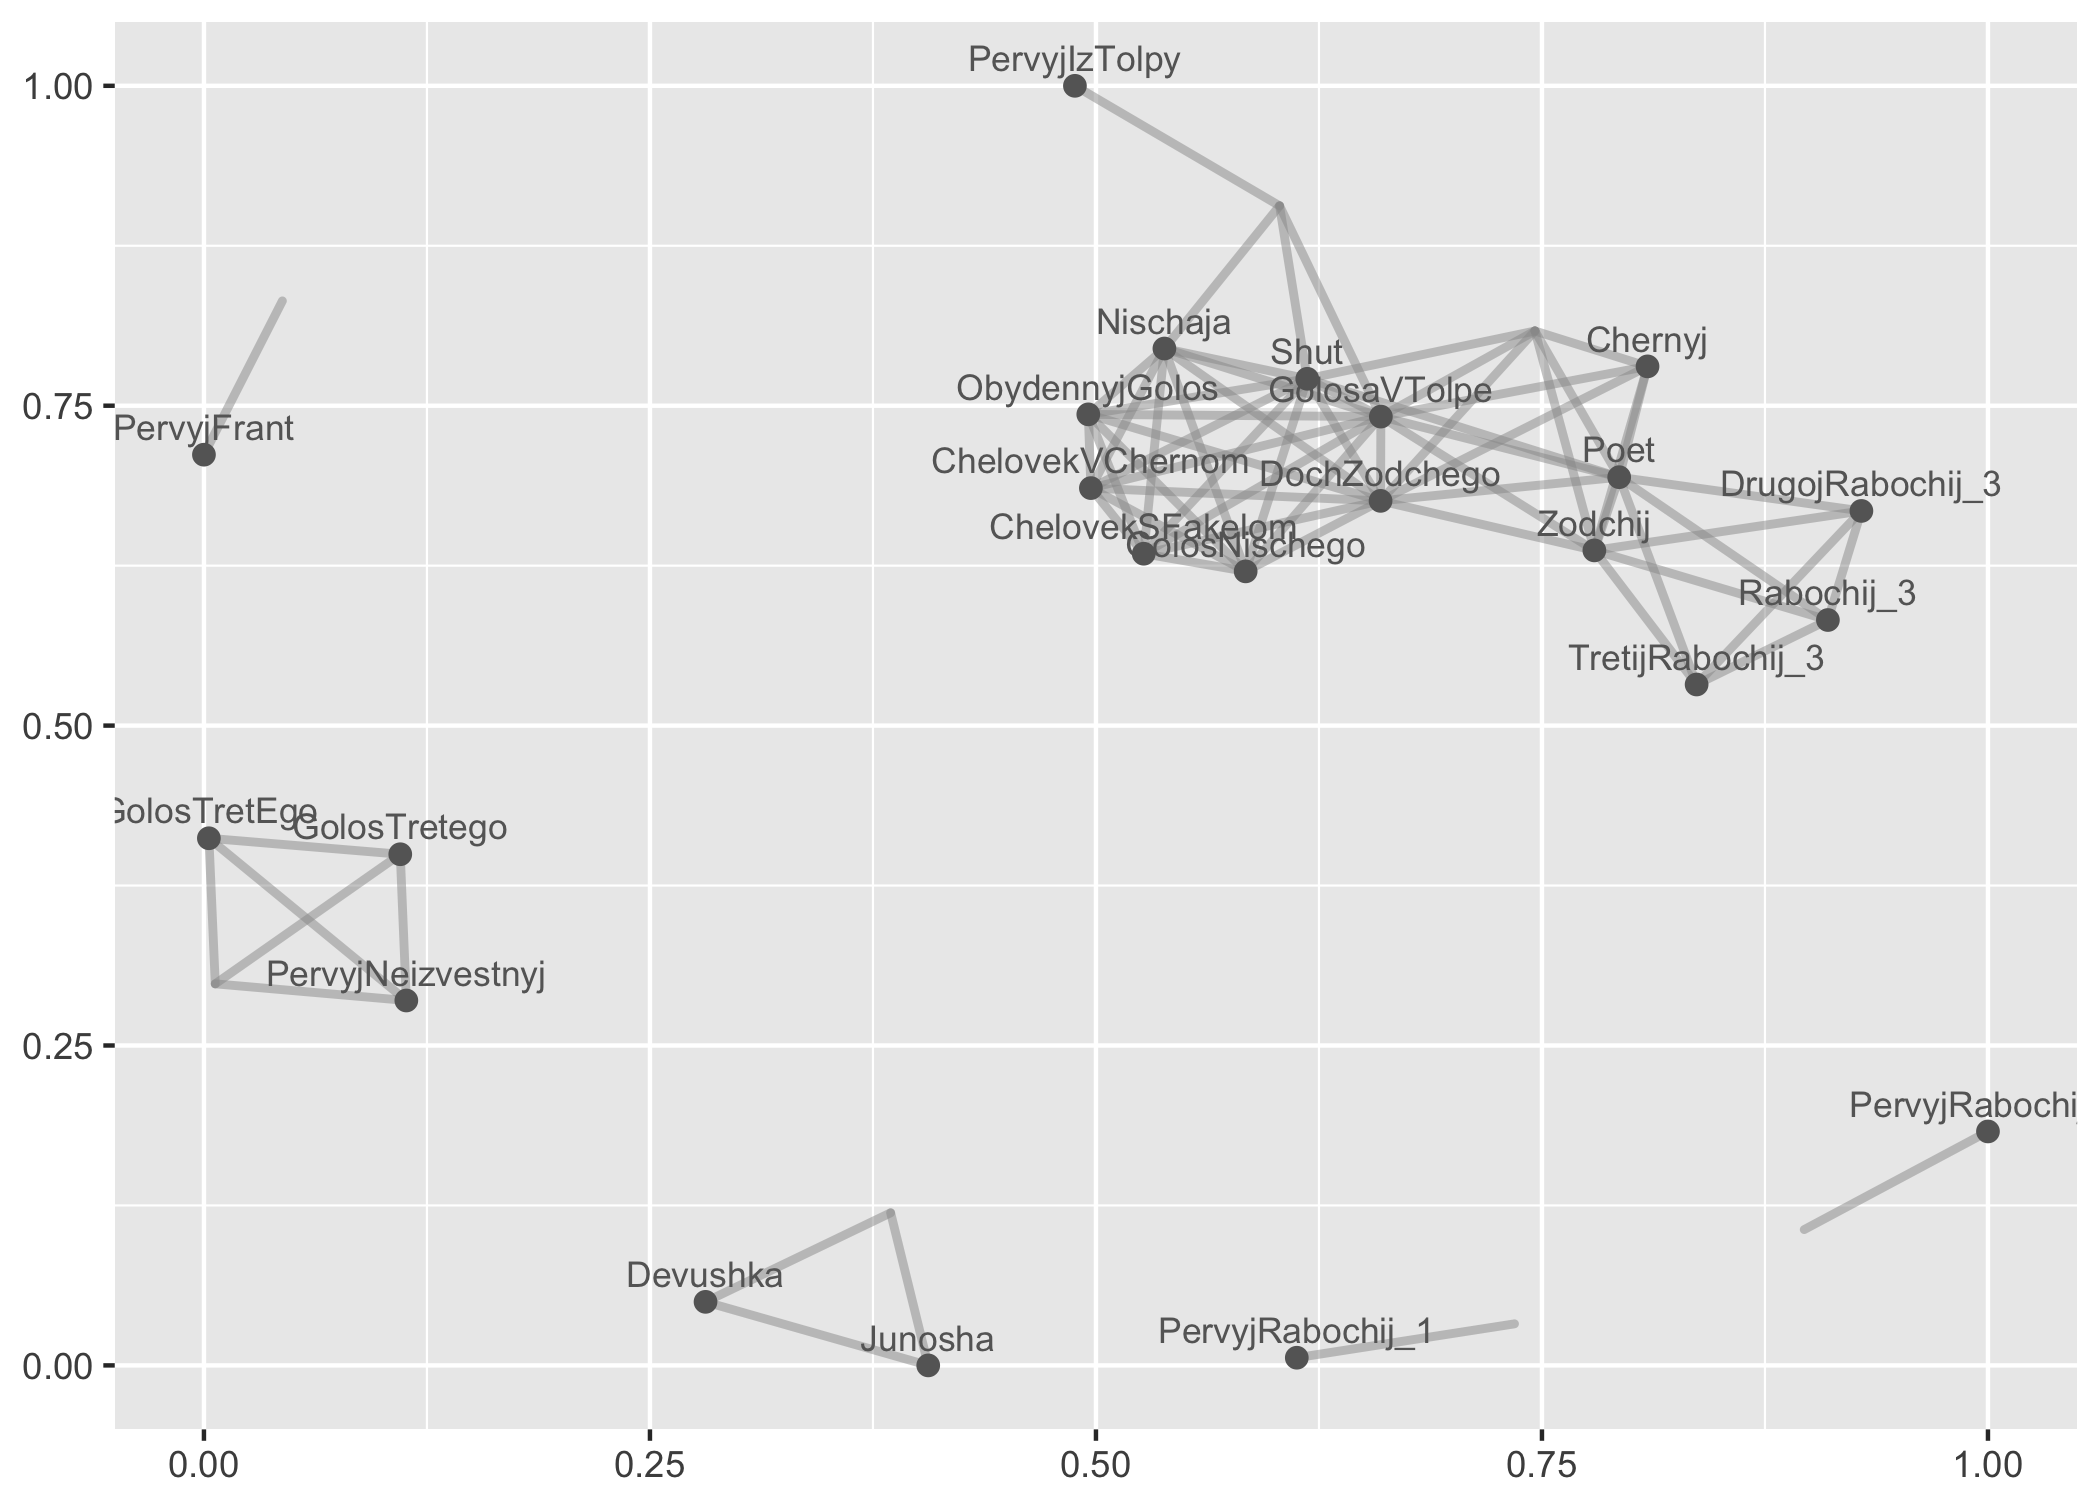 PervyjIzTolpy
1.00
Nischaja
Chernyj
Shut
0.75
ObydennyjGolos
GolosaVTolpe
PervyjFrant
Poet
ChelovekVChernom
DochZodchego
DrugojRabochij_3
ChelovekSFakelom
Zodchij
GolosNischego
Rabochij_3
TretijRabochij_3
0.50
GolosTretEgo
GolosTretego
PervyjNeizvestnyj
0.25
PervyjRabochij
Devushka
Junosha
PervyjRabochij_1
0.00
0.00 0.25 0.50 0.75 1.00